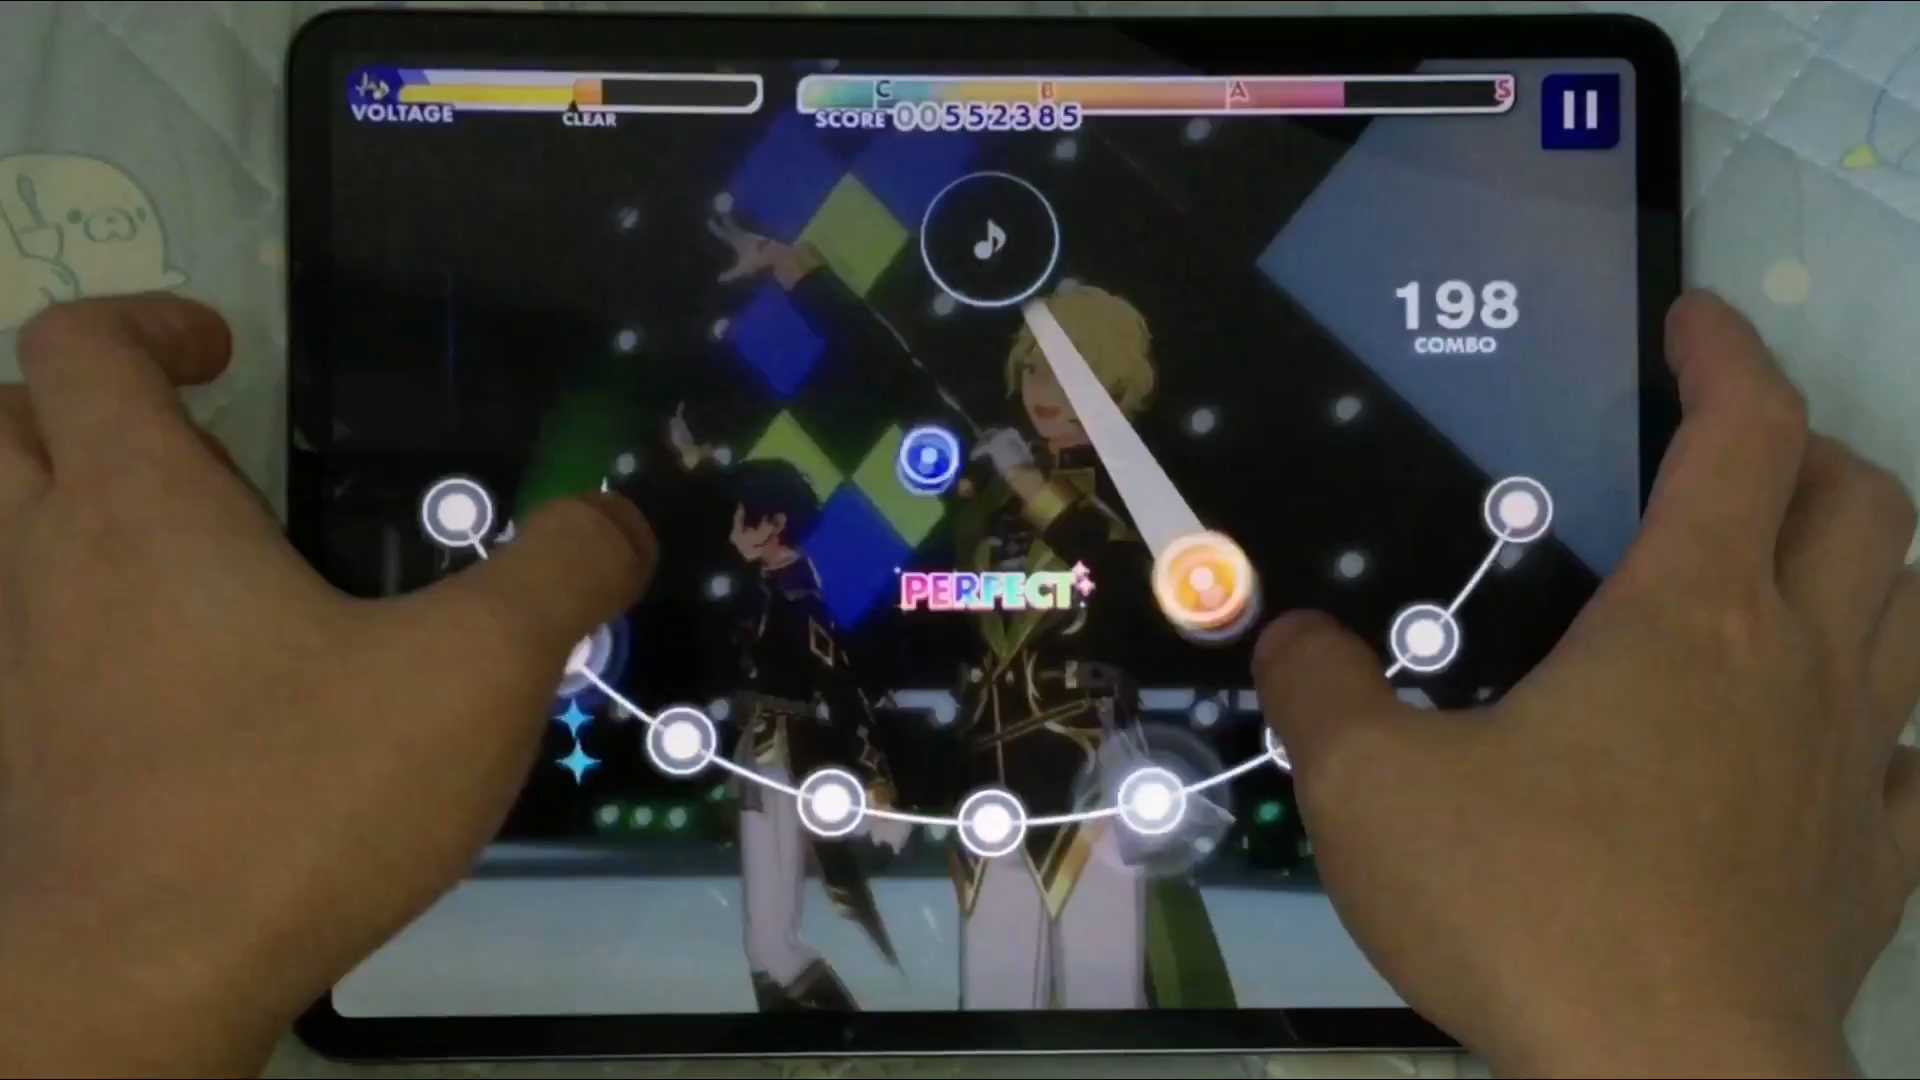 VOLTAGE
CLEAR
C
B
A
S
SCORE 00552385
198
COMBO
PERFECT